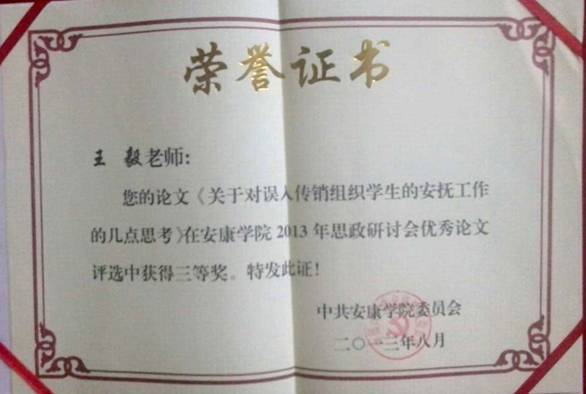 荣誉证书
王 毅老师:
您的论文《关于对误入传销组织学生的安抚工作
的几点思考》在安康学院2013年思政研讨会优秀论文
评选中获得三等奖。特发此证!
中共安康学院委员会
二〇一三年八月